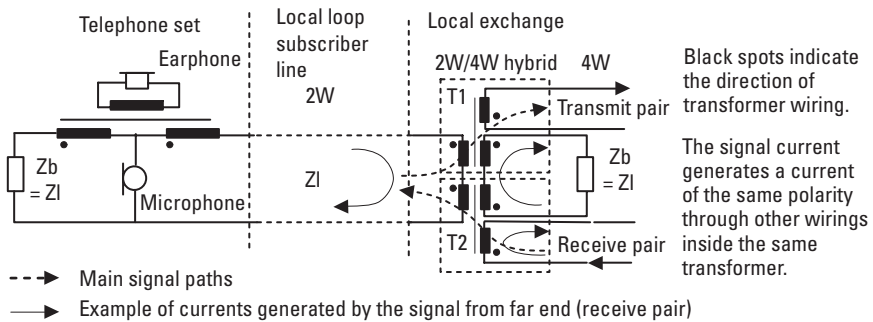 Telephone set
Local loop
subscriber
line
Local exchange
Earphone
2W
2W/4W hybrid
4W
T1
Transmit pair
Zb
= Zl
Microphone
Zl
Zb
= Zl
T2
Receive pair
Black spots indicate
the direction of
transformer wiring.
The signal current
generates a current
of the same polarity
through other wirings
inside the same
transformer.
Main signal paths
Example of currents generated by the signal from far end (receive pair)